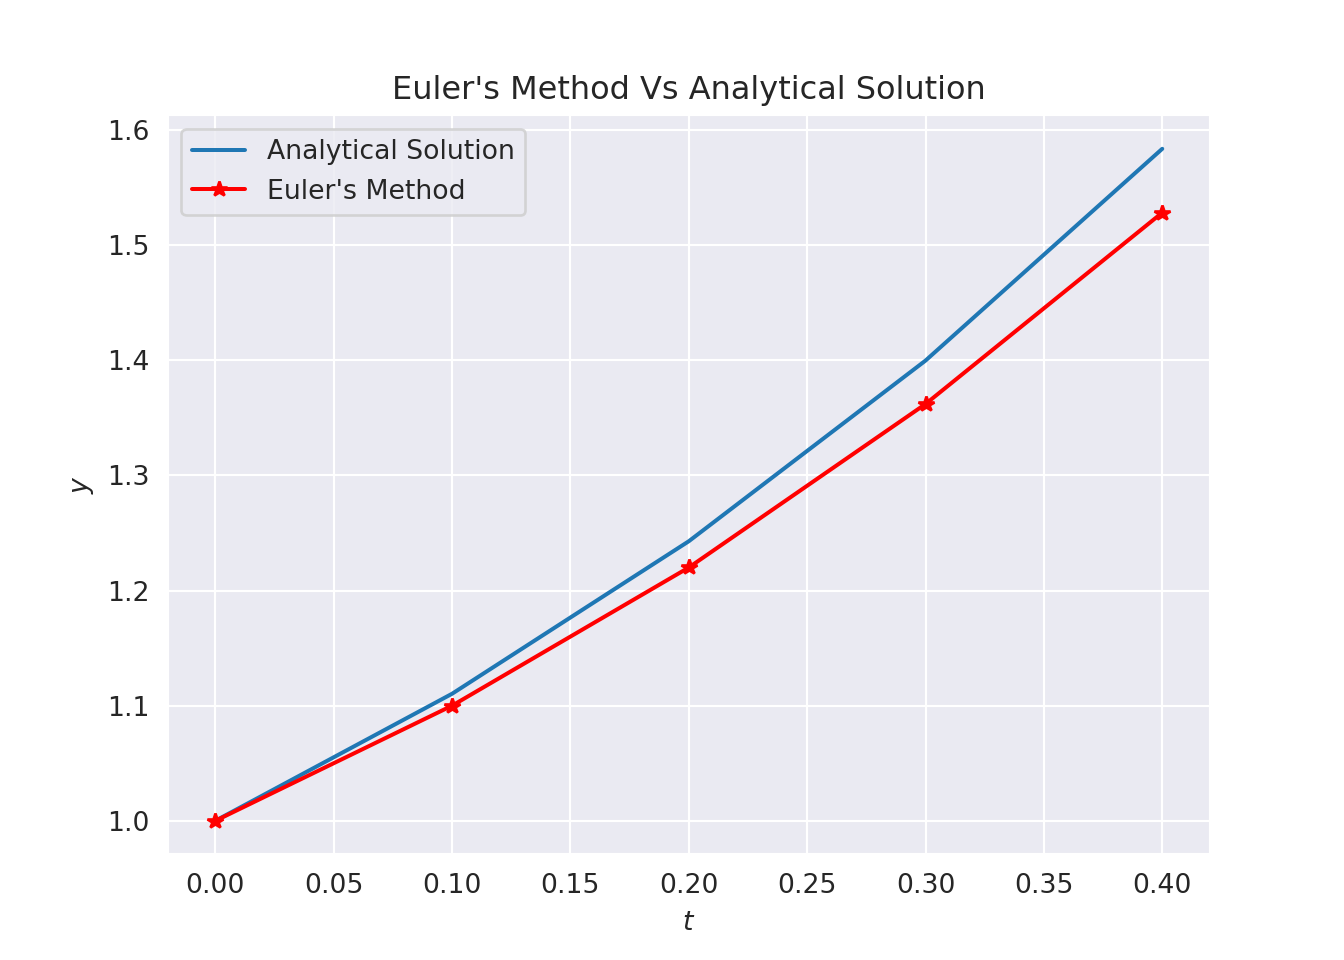 Euler's Method Vs Analytical Solution
1.6
Analytical Solution
Euler's Method
1.5
1.4
1.3
y
1.2
1.1
1.0
0.00 0.05 0.10 0.15 0.20 0.25 0.30 0.35 0.40
t